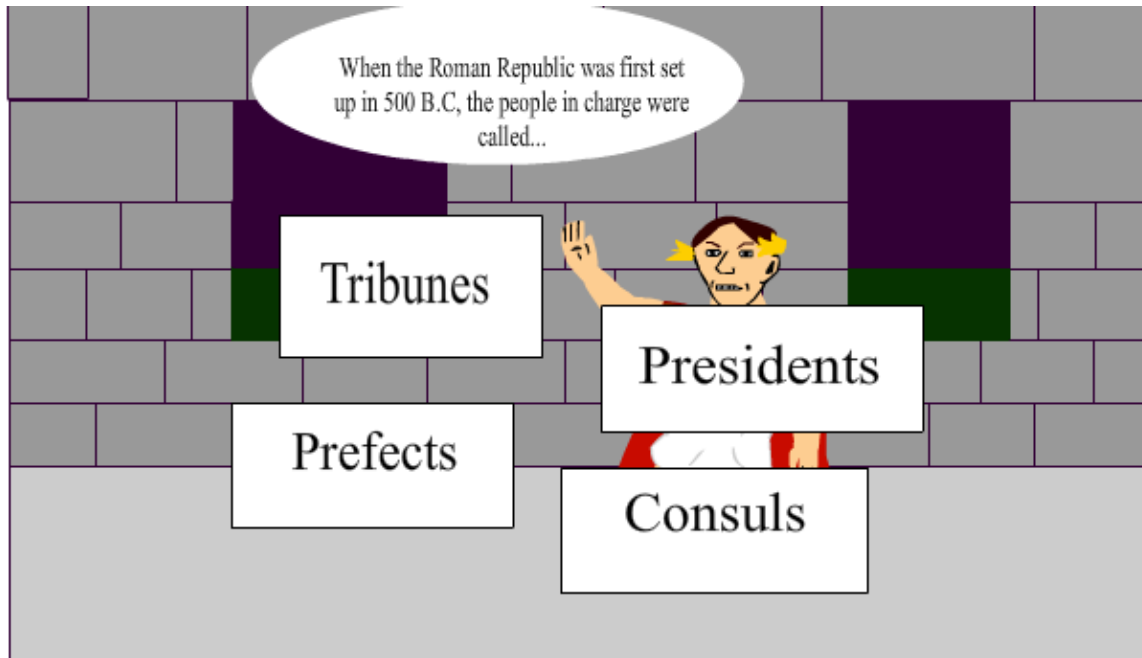 When the Roman Republic was first set
up in 500 B.C, the people in charge were
called...
Tribunes
Presidents
Prefects
Consuls